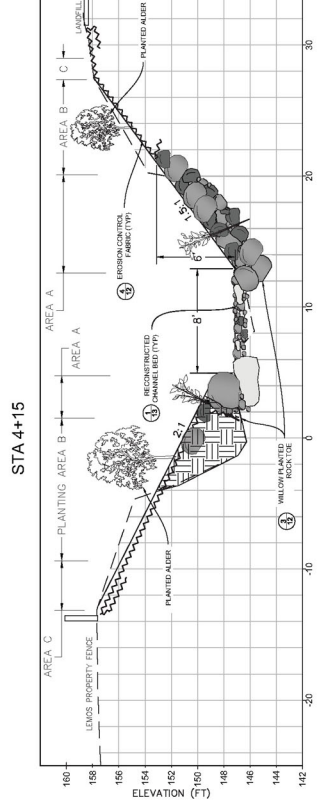 STA 4+15
AREA C
PLANTING AREA B
AREA A
AREA A
AREA B
C
LANDFILL
LEMOS PROPERTY FENCE
PLANTED ALDER
PLANTED ALDER
1
13
RECONSTRUCTED
CHANNEL BED (TYP)
4
12
EROSION CONTROL
FABRIC (TYP)
2:1
1.5:1
8'
6'
3
12
WILLOW PLANTED
ROCK TOE
ELEVATION (FT)
160
158
156
154
152
150
148
146
144
142
-20
-10
0
10
20
30